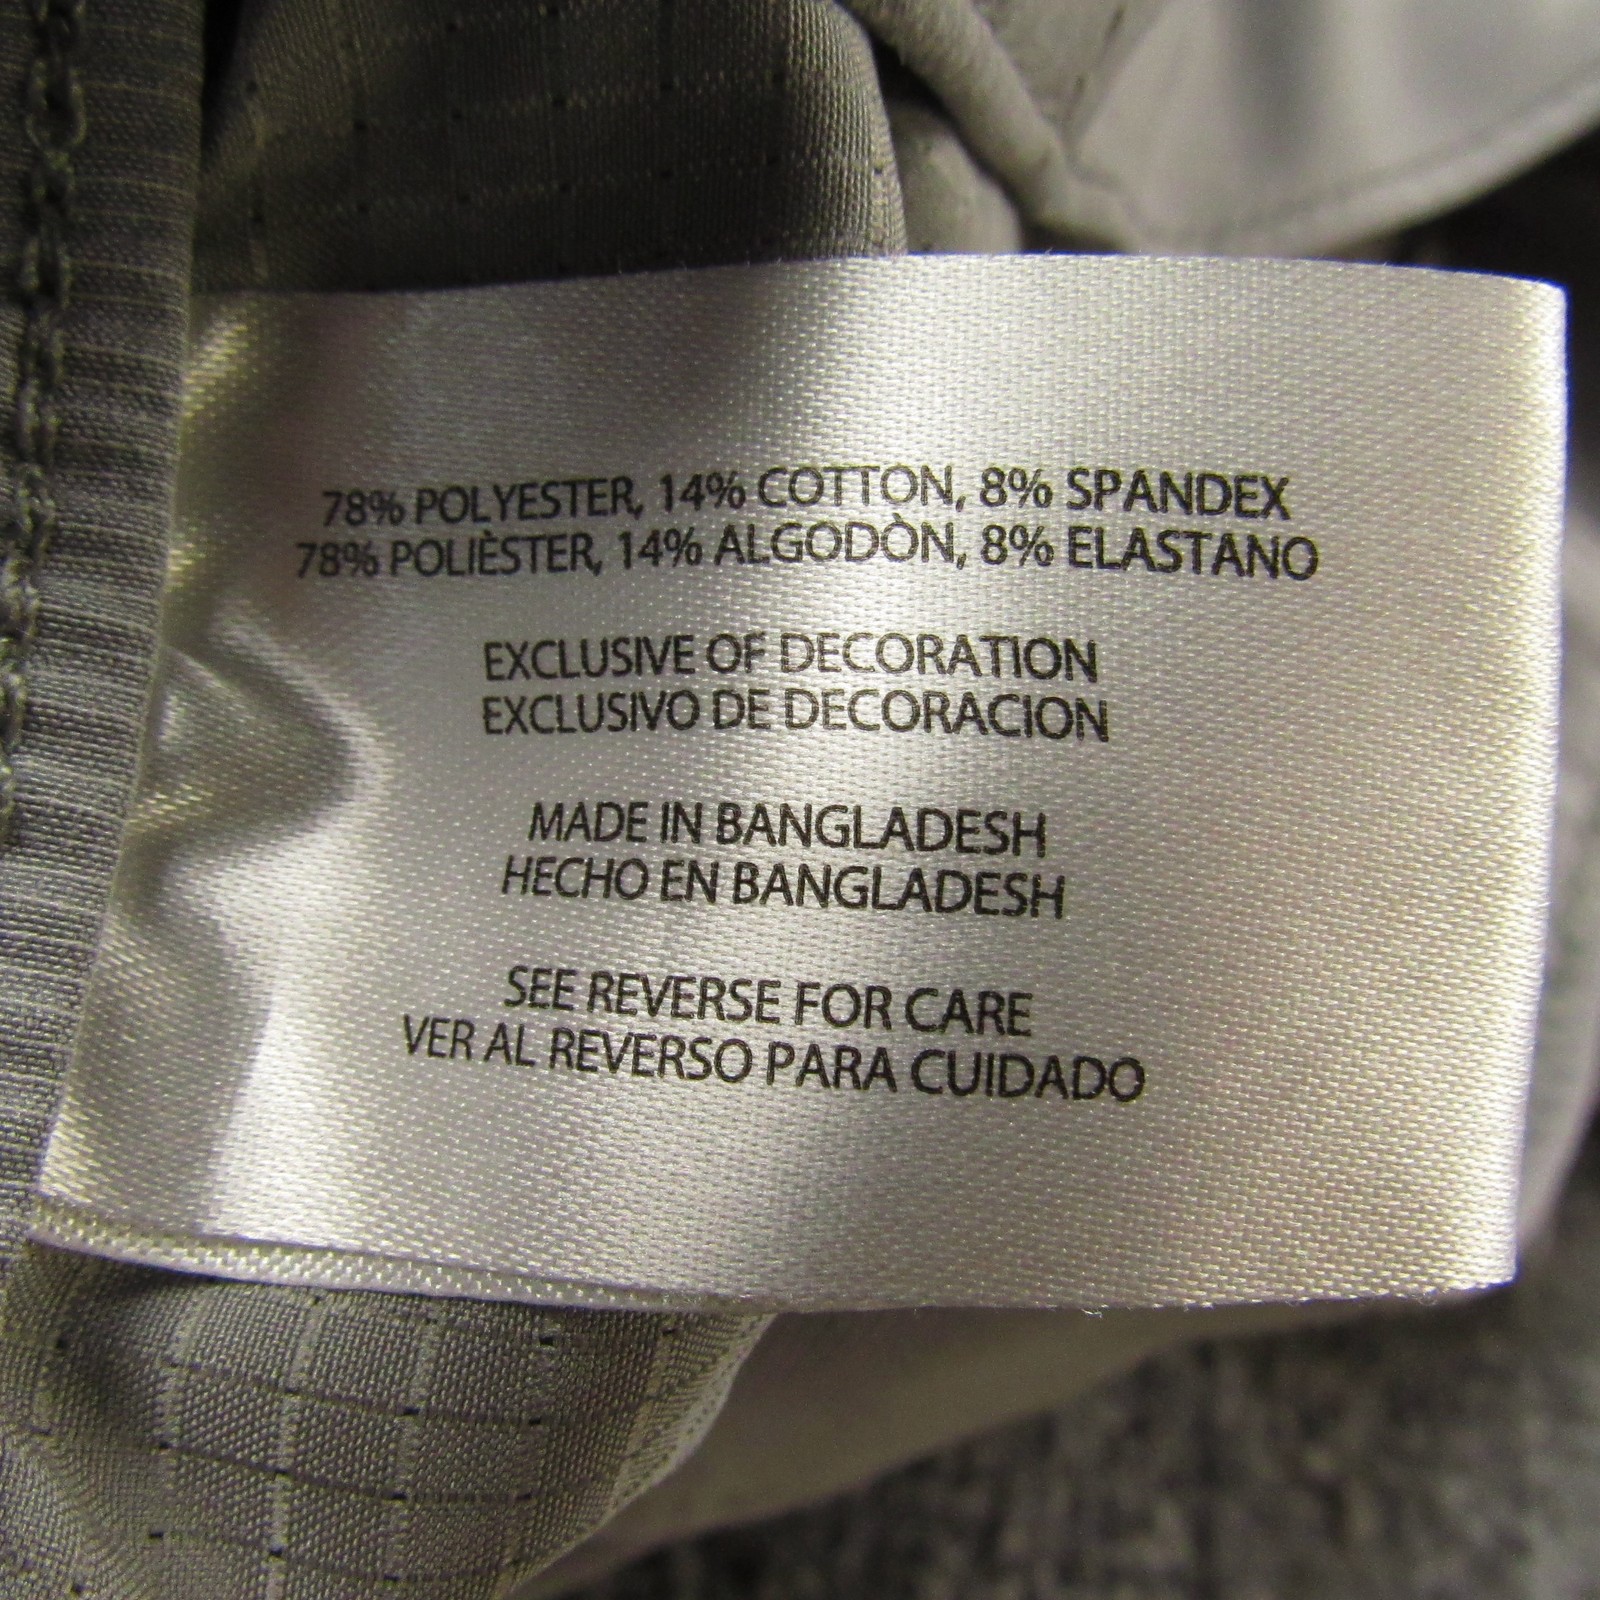 78% POLYESTER, 14% COTTON, 8% SPANDEX
78% POLIÈSTER, 14% ALGODÒN, 8% ELASTANO
EXCLUSIVE OF DECORATION
EXCLUSIVO DE DECORACION
MADE IN BANGLADESH
HECHO EN BANGLADESH
SEE REVERSE FOR CARE
VER AL REVERSO PARA CUIDADO